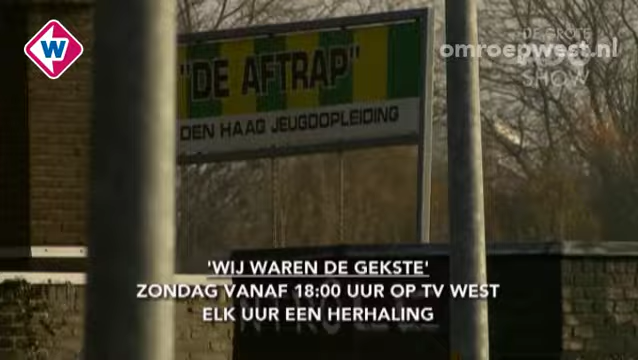 W
DE GROTE
omroepwest.nl
SHOW
"DE AFTRAP"
DEN HAAG JEUGDOPLEIDING
'WIJ WAREN DE GEKSTE'
ZONDAG VANAF 18:00 UUR OP TV WEST
ELK UUR EEN HERHALING